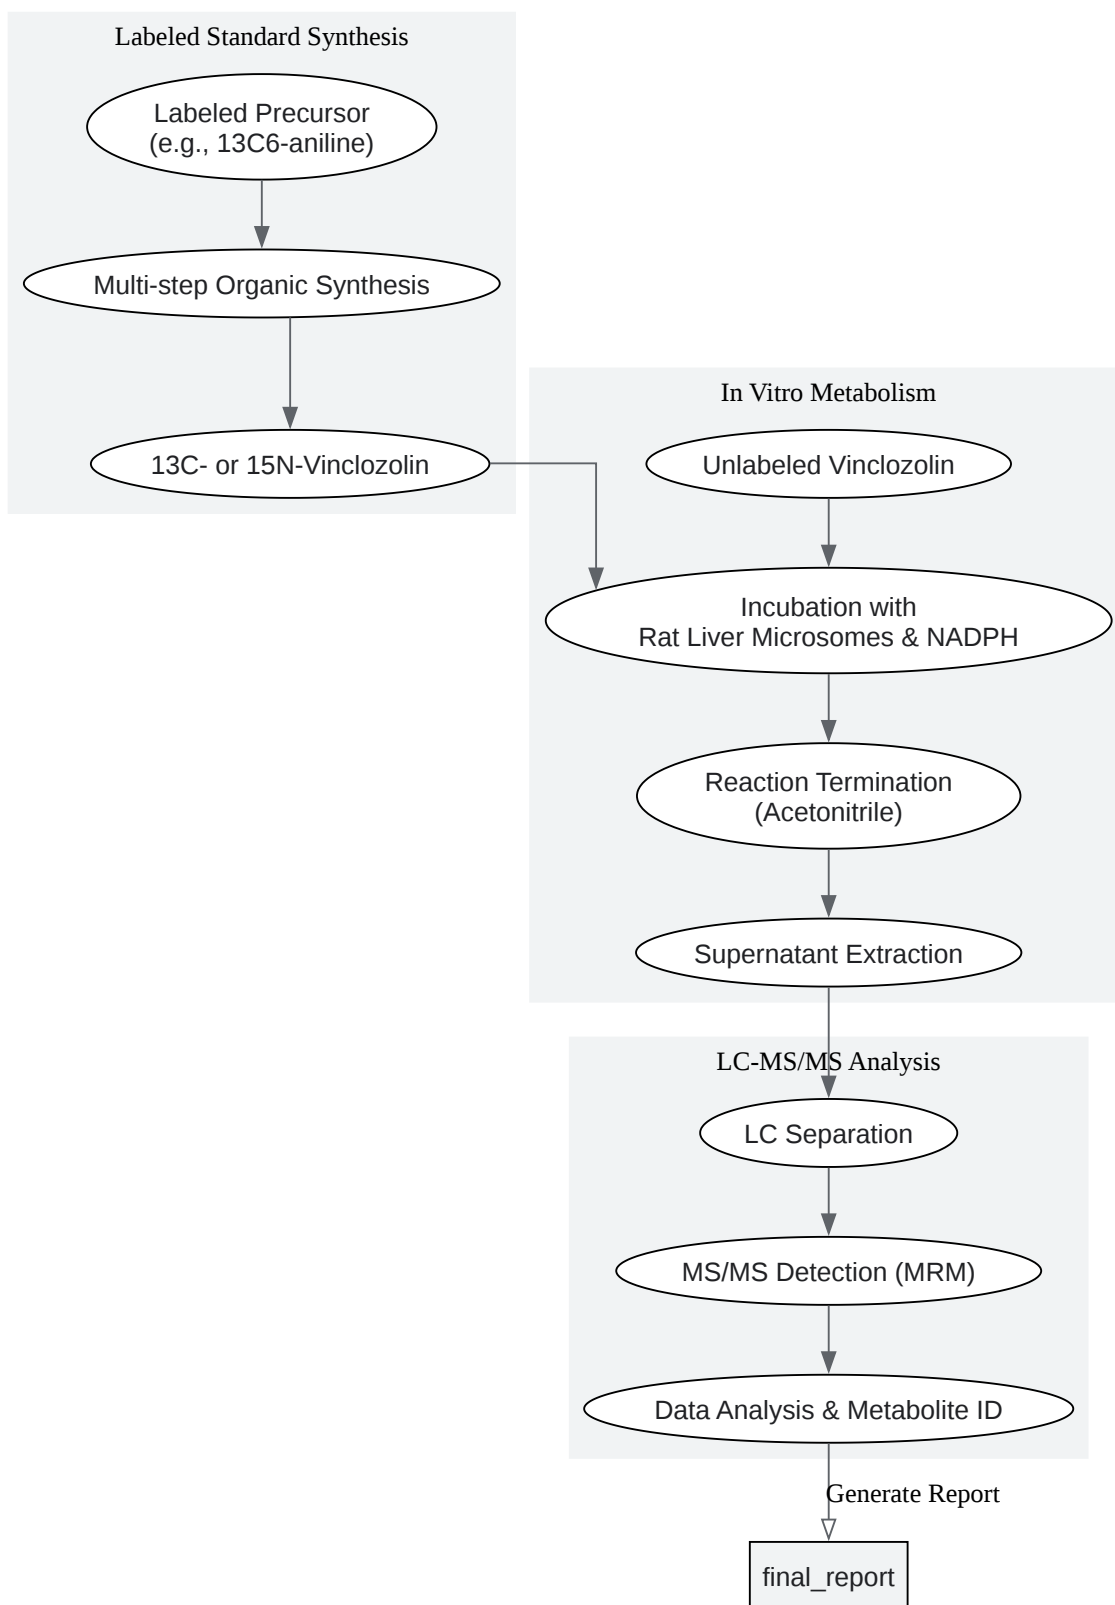 Labeled Standard Synthesis
Labeled Precursor
(e.g., 13C6-aniline)
Multi-step Organic Synthesis
13C- or 15N-Vinclozolin
In Vitro Metabolism
Unlabeled Vinclozolin
Incubation with
Rat Liver Microsomes & NADPH
Reaction Termination
(Acetonitrile)
Supernatant Extraction
LC-MS/MS Analysis
LC Separation
MS/MS Detection (MRM)
Data Analysis & Metabolite ID
Generate Report
final_report